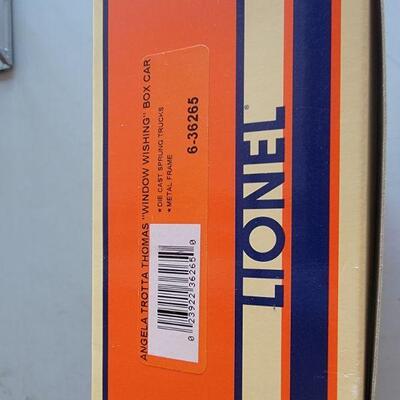 ANGELA TROTTA THOMAS "WINDOW WISHING" BOX CAR
• DIE CAST SPRUNG TRUCKS
• METAL FRAME
6-36265
0 23922 36265 0
LIONEL®